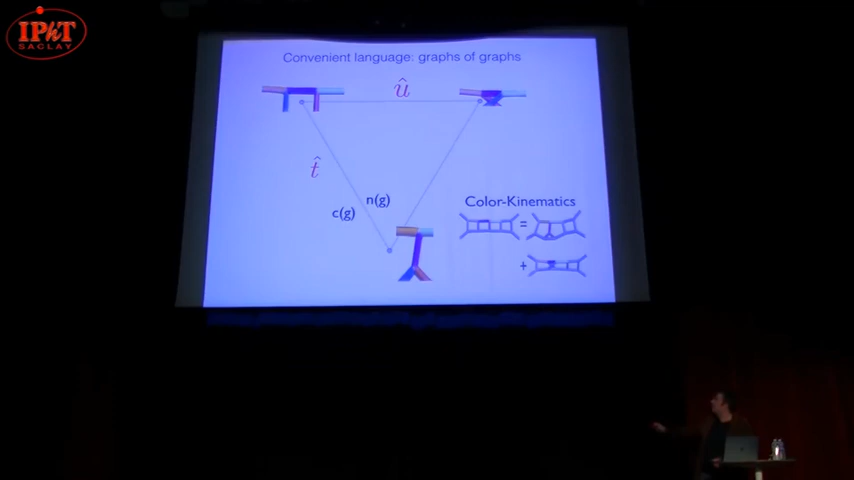 IPhT
SACLAY
Convenient language: graphs of graphs
û
t̂
n(g)
c(g)
Color-Kinematics
=
+